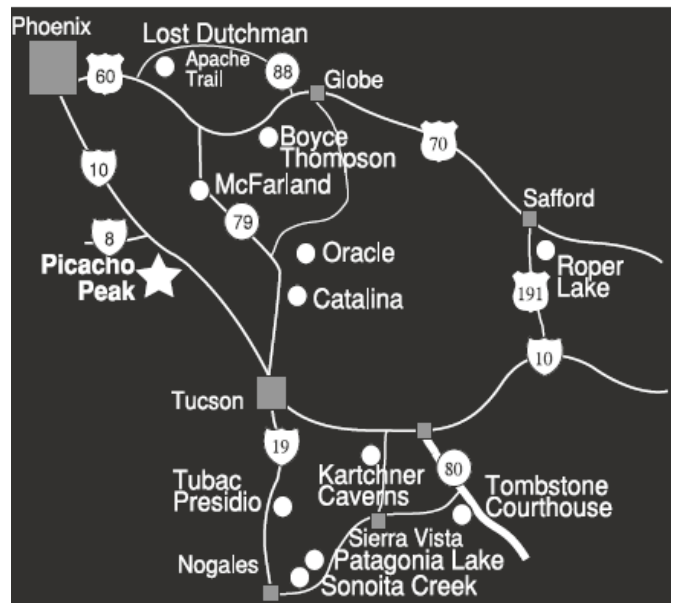 Phoenix
Lost Dutchman
Apache
Trail
60
88
Globe
Boyce
Thompson
70
10
McFarland
79
Safford
8
Picacho
Peak
Oracle
Catalina
Roper
Lake
191
10
Tucson
19
Kartchner
Caverns
80
Tubac
Presidio
Tombstone
Courthouse
Sierra Vista
Nogales
Patagonia Lake
Sonoita Creek